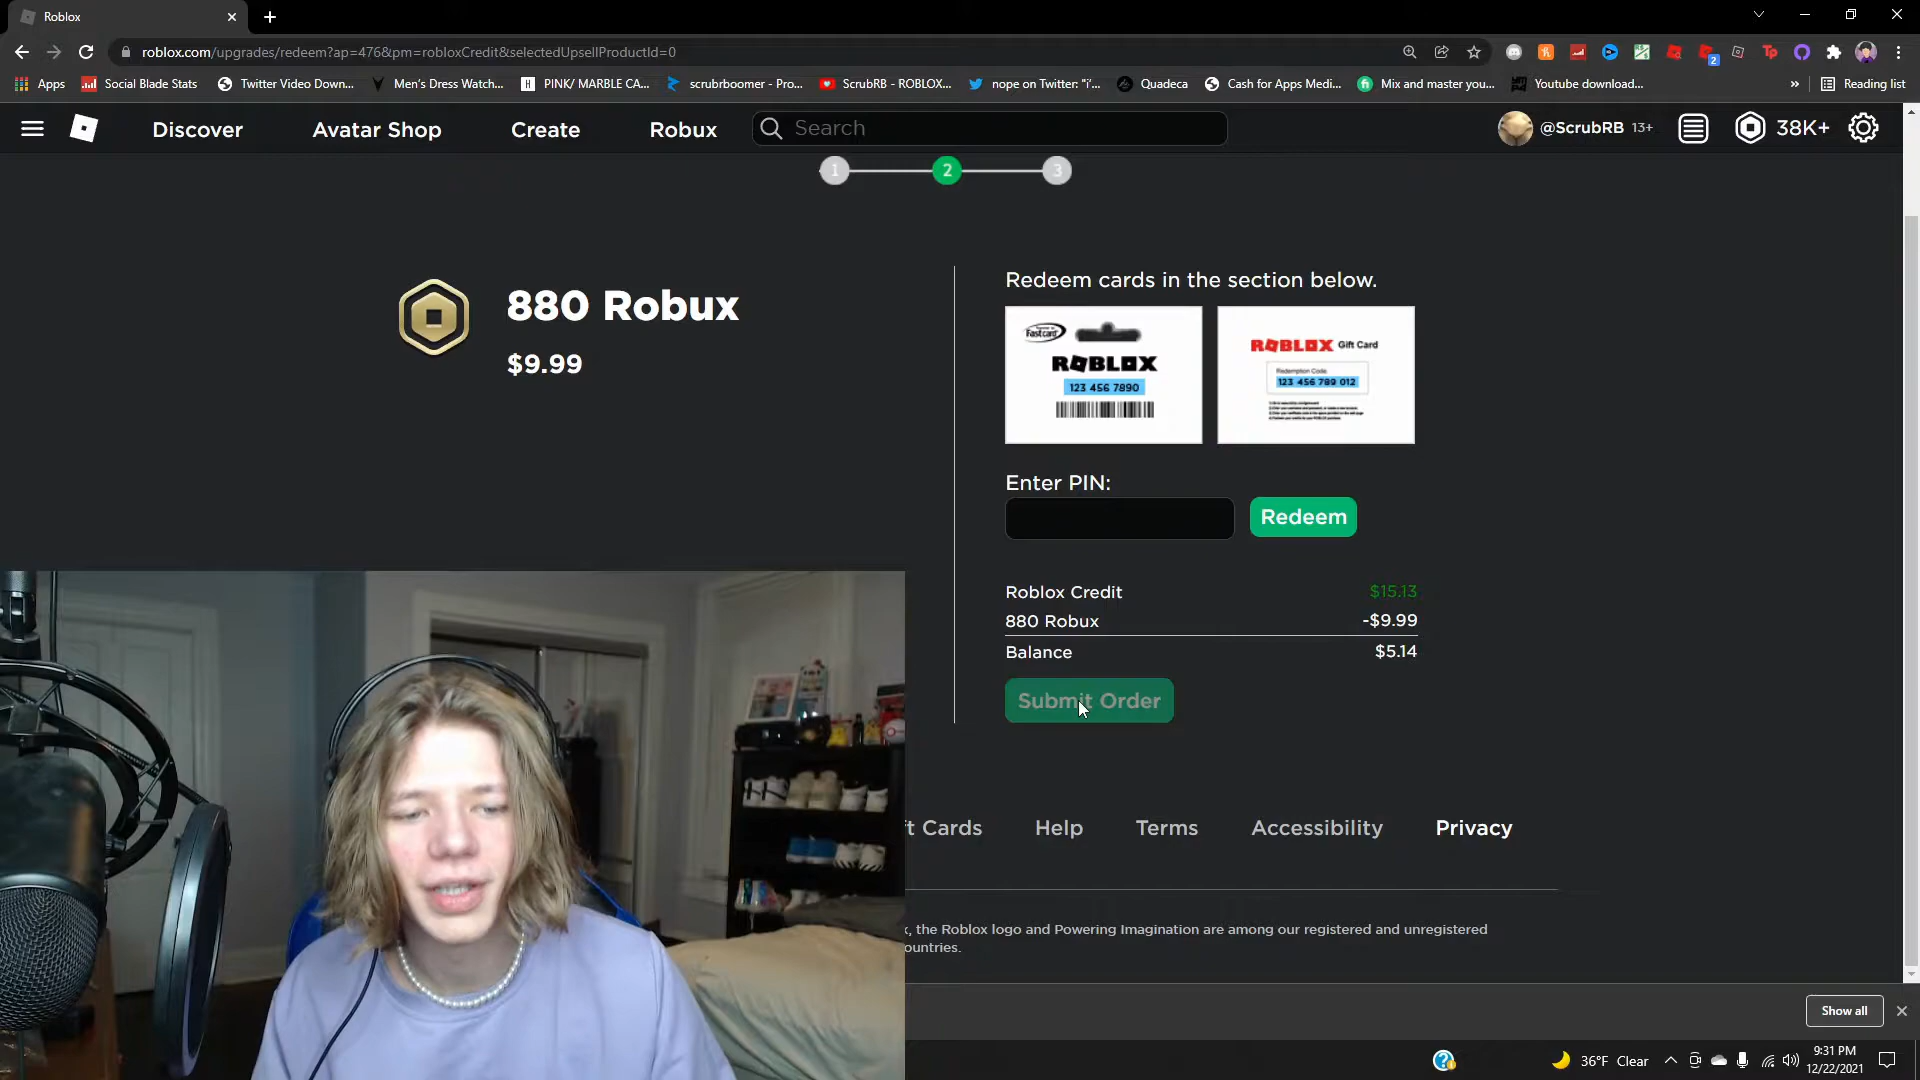 Roblox
roblox.com/upgrades/redeem?ap=476&pm=robloxCredit&selectedUpsellProductId=0
2
Apps
Social Blade Stats
Twitter Video Down...
Men's Dress Watch...
PINK/ MARBLE CA...
scrubrboomer - Pro...
ScrubRB - ROBLOX...
nope on Twitter: "i'...
Quadeca
Cash for Apps Medi...
Mix and master you...
Youtube download...
»
Reading list
Discover
Avatar Shop
Create
Robux
Search
@ScrubRB 13+
38K+
1
2
3
880 Robux
$9.99
Redeem cards in the section below.
Fastcard
ROBLOX
123 456 7890
ROBLOX Gift Card
Redemption Code:
123 456 789 012
Enter PIN:
Redeem
Roblox Credit $15.13
880 Robux -$9.99
Balance $5.14
Submit Order
ft Cards
Help
Terms
Accessibility
Privacy
x, the Roblox logo and Powering Imagination are among our registered and unregistered
ountries.
Show all
36°F Clear
9:31 PM
12/22/2021